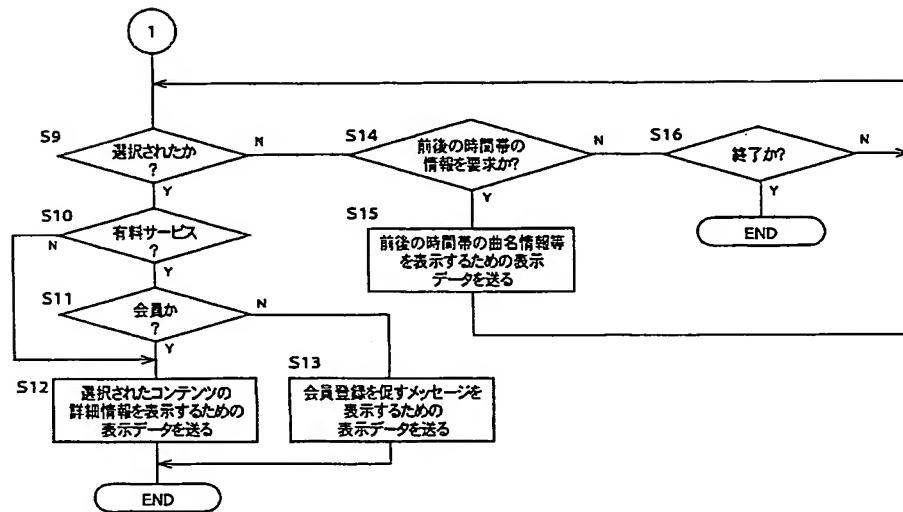 1
S9
選択されたか
?
N
Y
S14
前後の時間帯の
情報を要求か?
N
Y
S16
終了か?
N
Y
END
S10
有料サービス
?
N
Y
S15
前後の時間帯の曲名情報等
を表示するための表示
データを送る
S11
会員か
?
N
Y
S12
選択されたコンテンツの
詳細情報を表示するための
表示データを送る
S13
会員登録を促すメッセージを
表示するための
表示データを送る
END